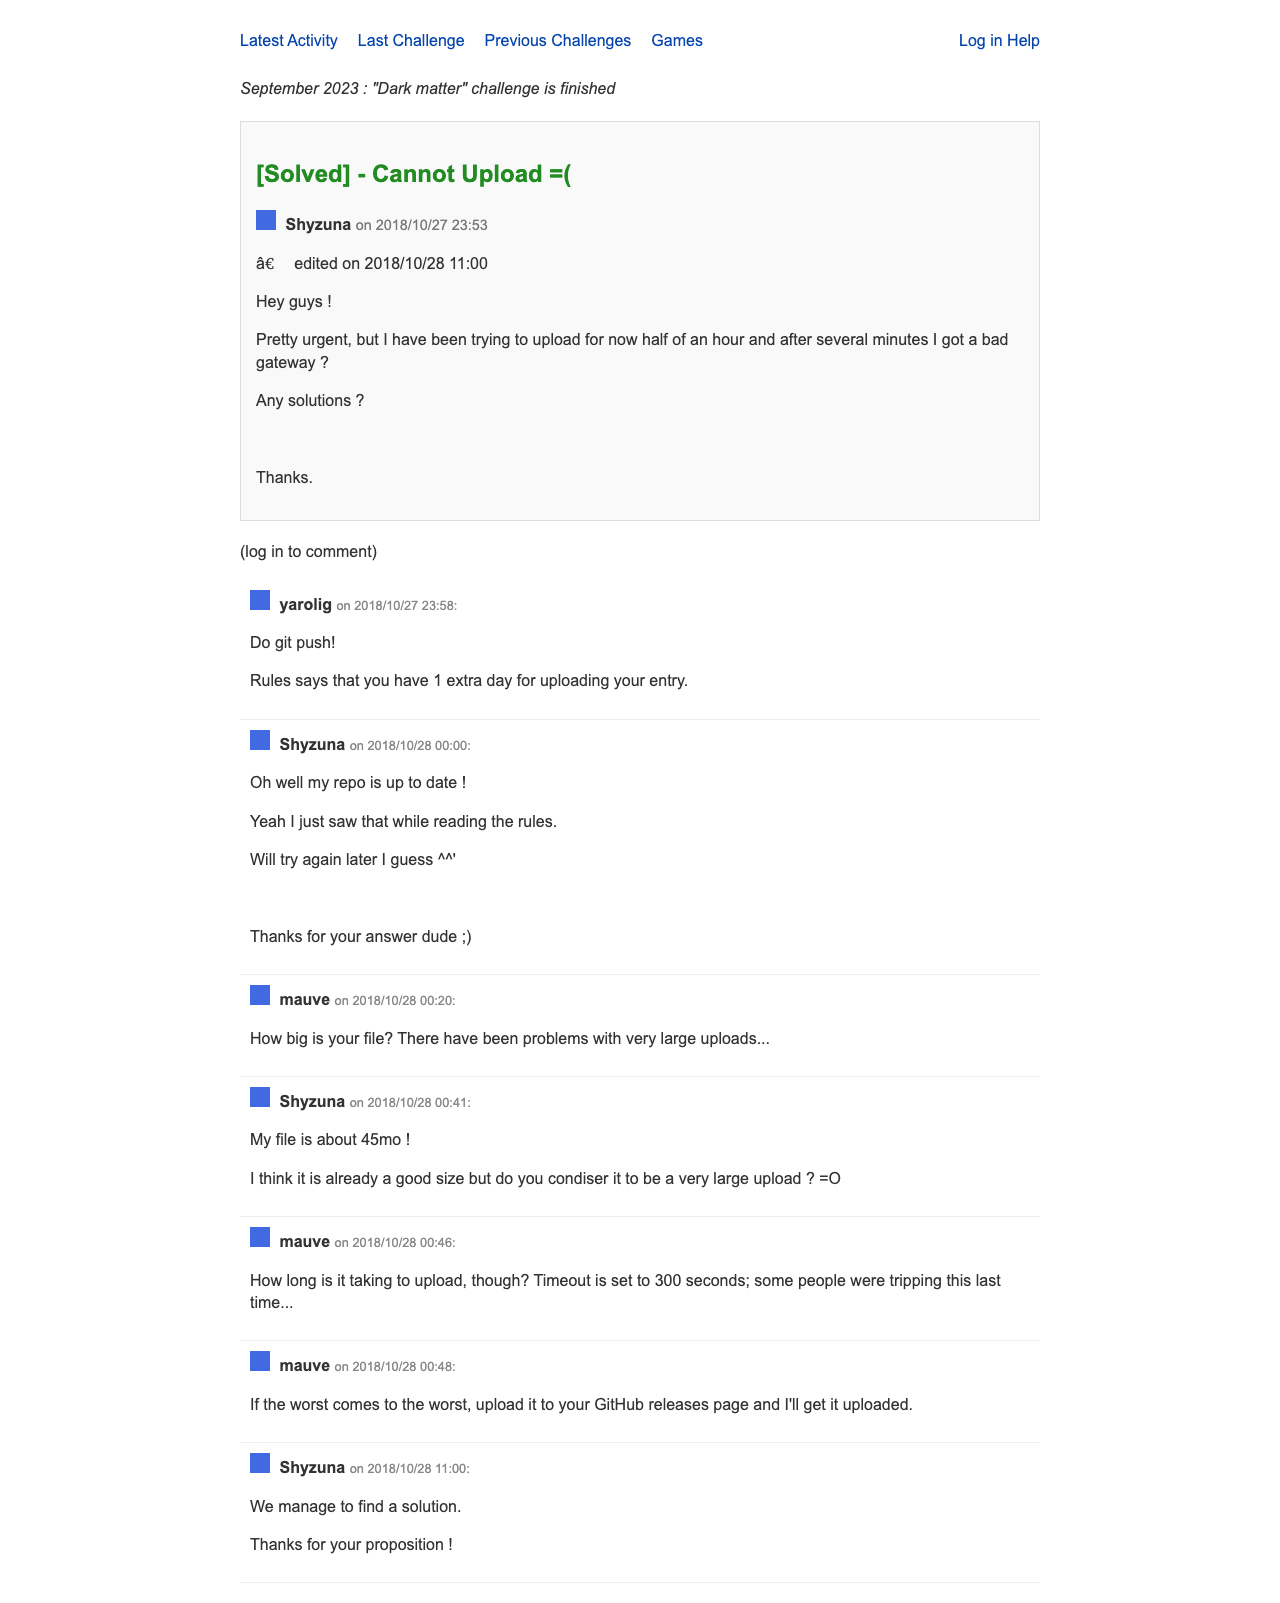 Latest Activity Last Challenge Previous Challenges Games Log in Help
September 2023 : "Dark matter" challenge is finished
[Solved] - Cannot Upload =(
Shyzuna on 2018/10/27 23:53
â€ edited on 2018/10/28 11:00
Hey guys !
Pretty urgent, but I have been trying to upload for now half of an hour and after several minutes I got a bad
gateway ?
Any solutions ?
Thanks.
(log in to comment)
yarolig on 2018/10/27 23:58:
Do git push!
Rules says that you have 1 extra day for uploading your entry.
Shyzuna on 2018/10/28 00:00:
Oh well my repo is up to date !
Yeah I just saw that while reading the rules.
Will try again later I guess ^^'
Thanks for your answer dude ;)
mauve on 2018/10/28 00:20:
How big is your file? There have been problems with very large uploads...
Shyzuna on 2018/10/28 00:41:
My file is about 45mo !
I think it is already a good size but do you condiser it to be a very large upload ? =O
mauve on 2018/10/28 00:46:
How long is it taking to upload, though? Timeout is set to 300 seconds; some people were tripping this last
time...
mauve on 2018/10/28 00:48:
If the worst comes to the worst, upload it to your GitHub releases page and I'll get it uploaded.
Shyzuna on 2018/10/28 11:00:
We manage to find a solution.
Thanks for your proposition !